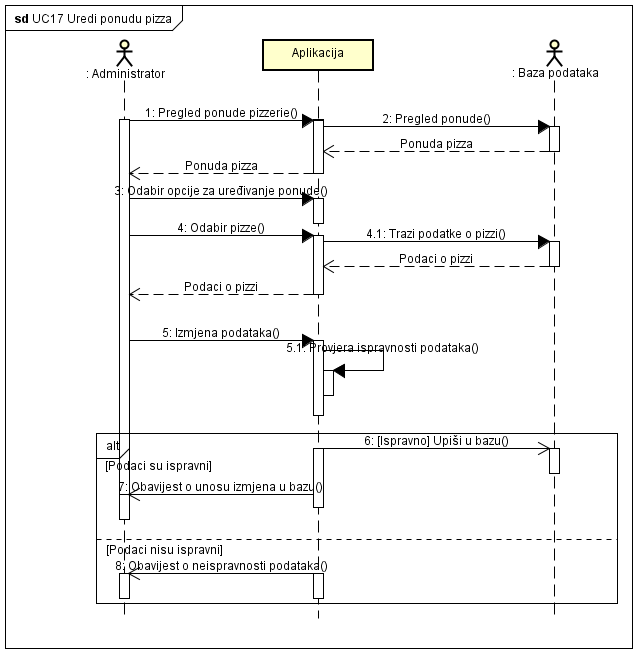 sd UC17 Uredi ponudu pizza
: Administrator
Aplikacija
: Baza podataka
1: Pregled ponude pizzerie()
2: Pregled ponude()
Ponuda pizza
Ponuda pizza
3: Odabir opcije za uređivanje ponude()
4: Odabir pizze()
4.1: Trazi podatke o pizzi()
Podaci o pizzi
Podaci o pizzi
5: Izmjena podataka()
5.1: Provjera ispravnosti podataka()
alt
6: [Ispravno] Upiši u bazu()
[Podaci su ispravni]
7: Obavijest o unosu izmjena u bazu()
[Podaci nisu ispravni]
8: Obavijest o neispravnosti podataka()